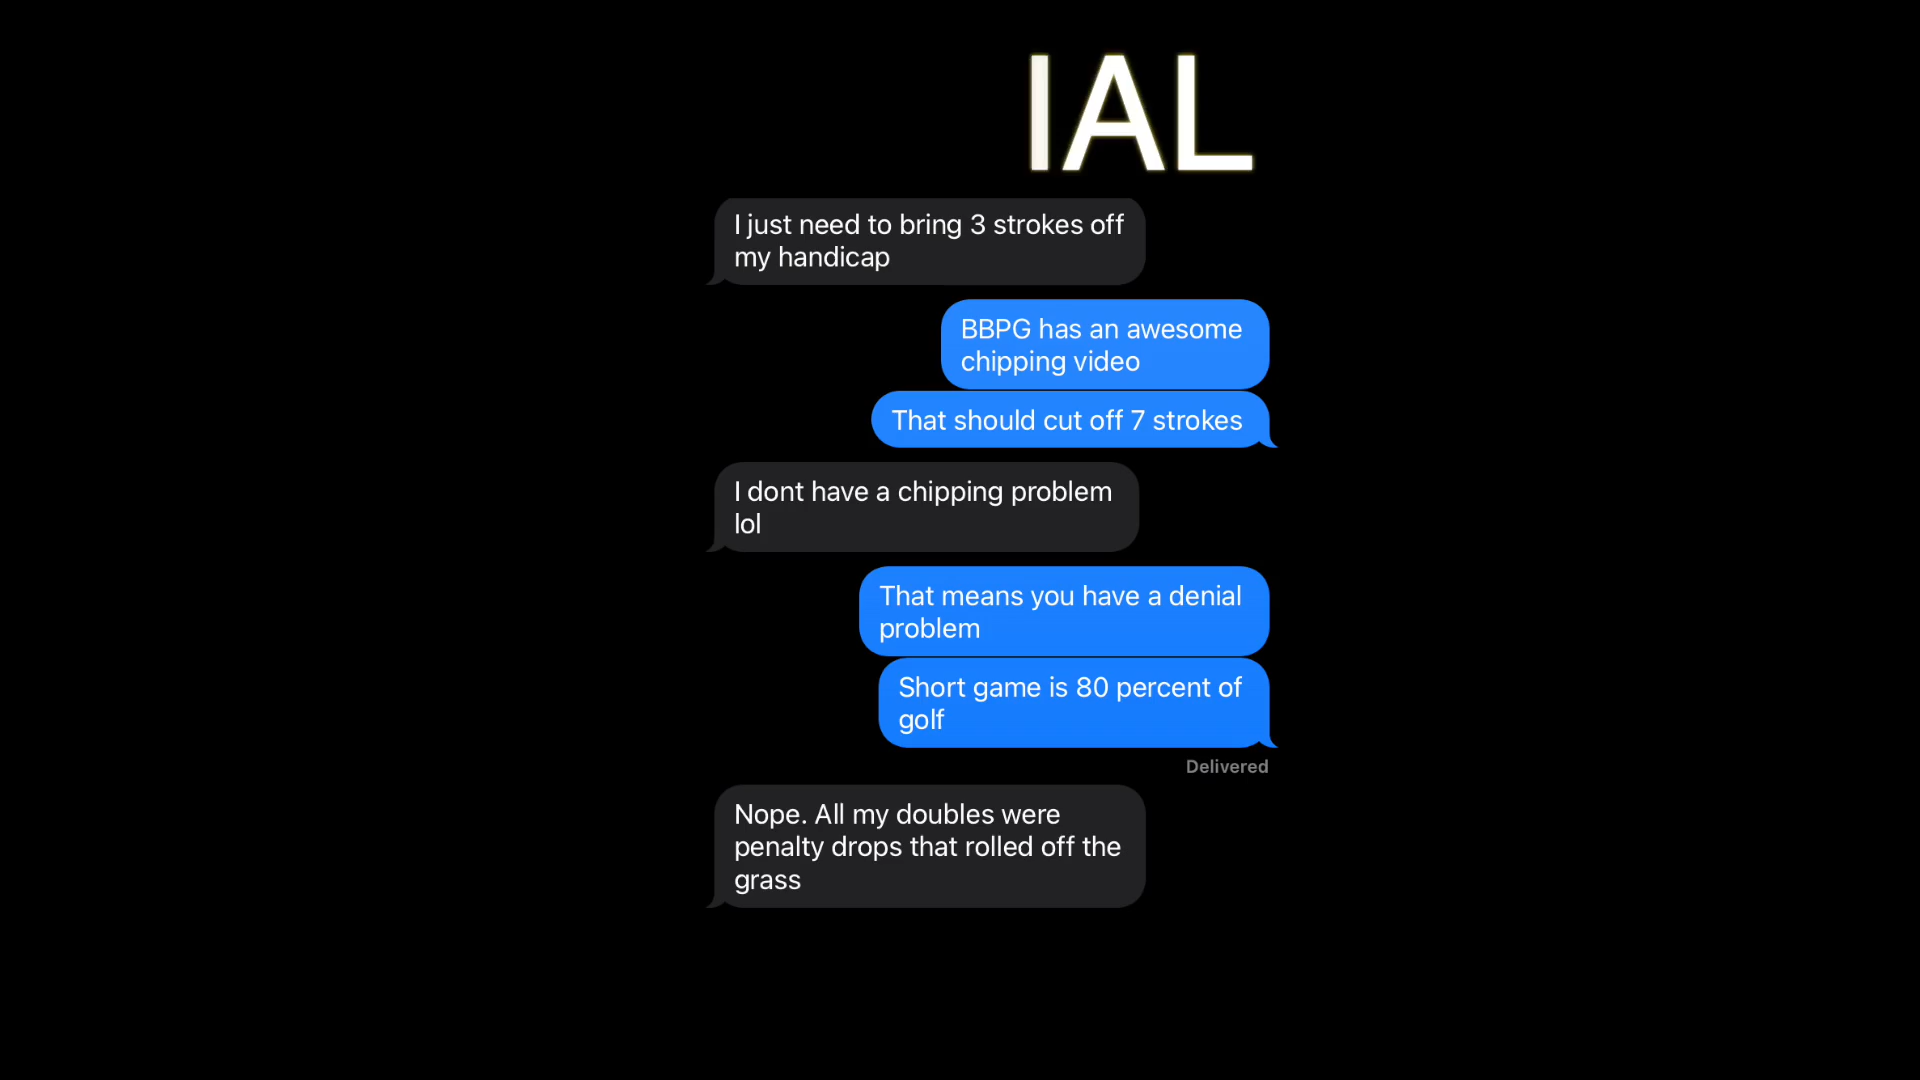 IAL
I just need to bring 3 strokes off
my handicap
BBPG has an awesome
chipping video
That should cut off 7 strokes
I dont have a chipping problem
lol
That means you have a denial
problem
Short game is 80 percent of
golf
Delivered
Nope. All my doubles were
penalty drops that rolled off the
grass